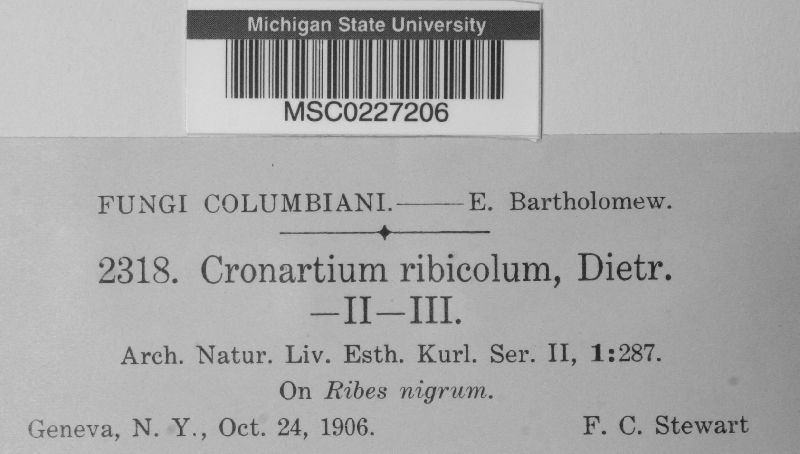 Michigan State University
MSC0227206
FUNGI COLUMBIANI.——E. Bartholomew.
2318. Cronartium ribicolum, Dietr.
—II—III.
Arch. Natur. Liv. Esth. Kurl. Ser. II, 1:287.
On Ribes nigrum.
Geneva, N. Y., Oct. 24, 1906. F. C. Stewart